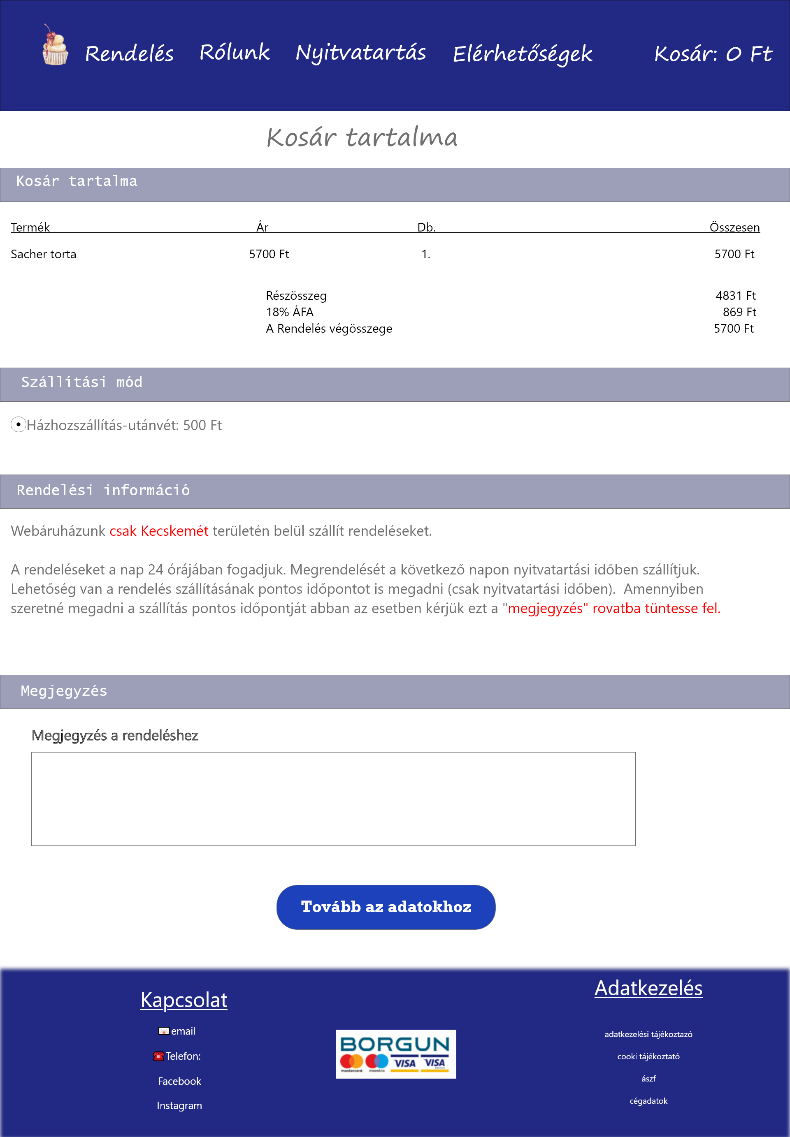 Rendelés Rólunk Nyitvatartás Elérhetőségek Kosár: 0 Ft
Kosár tartalma
Kosár tartalma
Termék Ár Db. Összesen
Sacher torta 5700 Ft 1. 5700 Ft
Részösszeg 4831 Ft
18% ÁFA 869 Ft
A Rendelés végösszege 5700 Ft
Szállítási mód
Házhozszállítás-utánvét: 500 Ft
Rendelési információ
Webáruházunk csak Kecskemét területén belül szállít rendeléseket.
A rendeléseket a nap 24 órájában fogadjuk. Megrendelését a következő napon nyitvatartási időben szállítjuk.
Lehetőség van a rendelés szállításának pontos időpontot is megadni (csak nyitvatartási időben). Amennyiben
szeretné megadni a szállítás pontos időpontját abban az esetben kérjük ezt a "megjegyzés" rovatba tüntesse fel.
Megjegyzés
Megjegyzés a rendeléshez
Tovább az adatokhoz
Kapcsolat
email
Telefon:
Facebook
Instagram
BORGUN
mastercard maestro VISA VISA
Adatkezelés
adatkezelési tájékoztazó
cooki tájékoztató
ászf
cégadatok